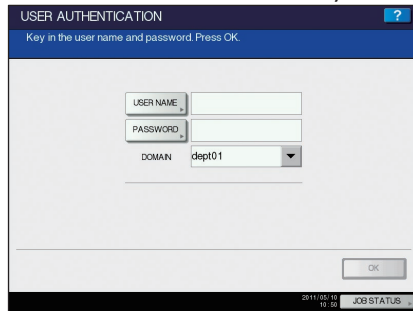 USER AUTHENTICATION
?
Key in the user name and password. Press OK.
USER NAME
PASSWORD
DOMAIN dept01
OK
2011/05/10
10:50
JOB STATUS